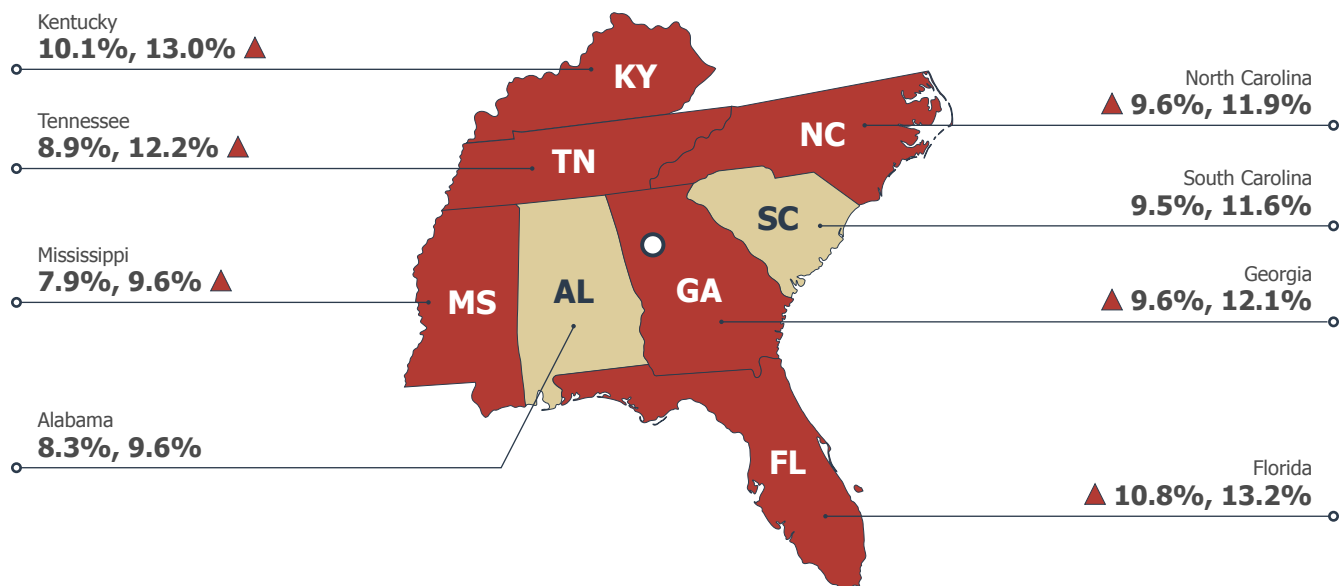 Kentucky
10.1%, 13.0% ▲
Tennessee
8.9%, 12.2% ▲
Mississippi
7.9%, 9.6% ▲
Alabama
8.3%, 9.6%
KY
TN
NC
SC
MS
AL
GA
FL
North Carolina
▲ 9.6%, 11.9%
South Carolina
9.5%, 11.6%
Georgia
▲ 9.6%, 12.1%
Florida
▲ 10.8%, 13.2%